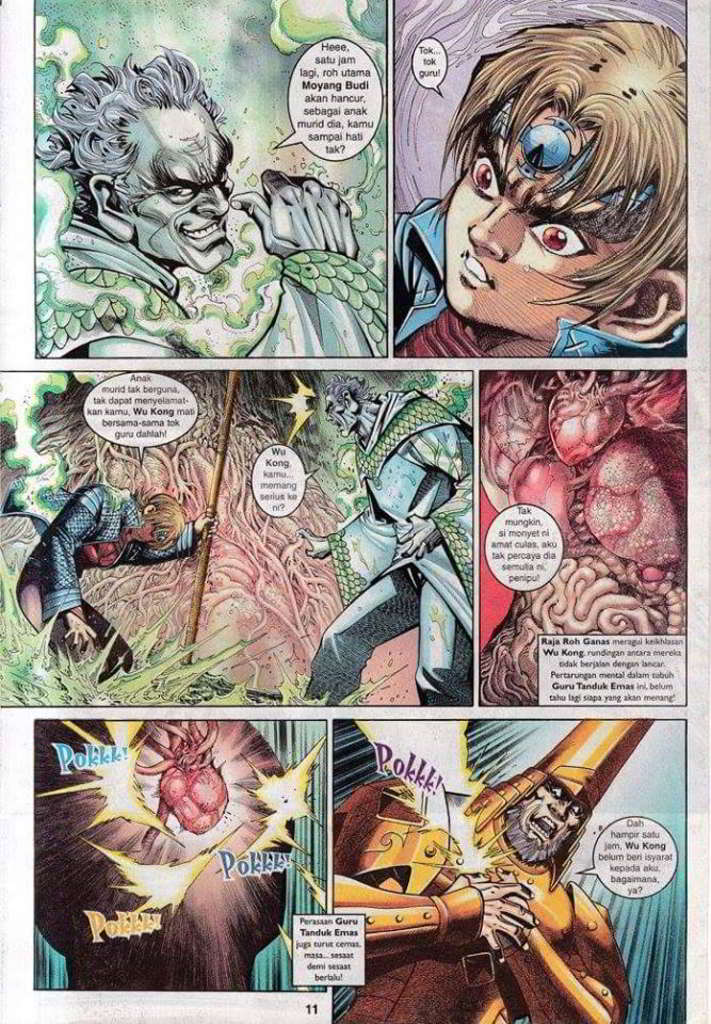 Heee,
satu jam
lagi, roh utama
Moyang Budi
akan hancur,
sebagai anak
murid dia, kamu
sampai hati
tak?
Tok...
tok
guru!
Anak
murid tak berguna,
tak dapat menyelamat-
kan kamu, Wu Kong mati
bersama-sama tok
guru dahlah!
Wu
Kong,
kamu...
memang
serius ke
ni?
Tak
mungkin,
si monyet ni
amat culas, aku
tak percaya dia
semulia ni,
penipu!
Raja Roh Ganas meragui keikhlasan
Wu Kong, rundingan antara mereka
tidak berjalan dengan lancar.
Pertarungan mental dalam tubuh
Guru Tanduk Emas ini, belum
tahu lagi siapa yang akan menang!
Pokkk!
Pokkk!
Pokkk!
Perasaan Guru
Tanduk Emas
juga turut cemas,
masa...sesaat
demi sesaat
berlalu!
Pokkk!
Dah
hampir satu
jam, Wu Kong
belum beri isyarat
kepada aku,
bagaimana,
ya?
11